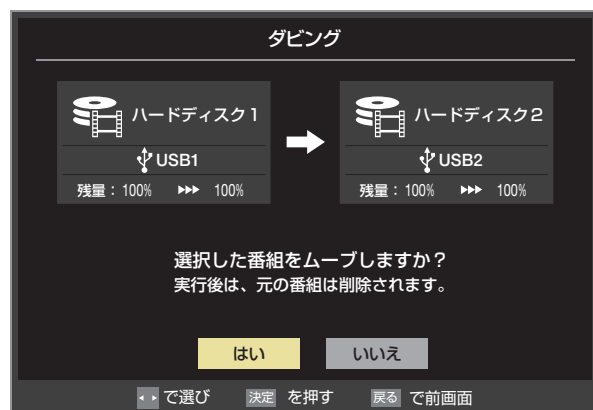 ダビング
ハードディスク1
USB1
残量：100% ▸▸▸ 100%
ハードディスク2
USB2
残量：100% ▸▸▸ 100%
選択した番組をムーブしますか？
実行後は、元の番組は削除されます。
はい
いいえ
で選び 決定 を押す 戻る で前画面